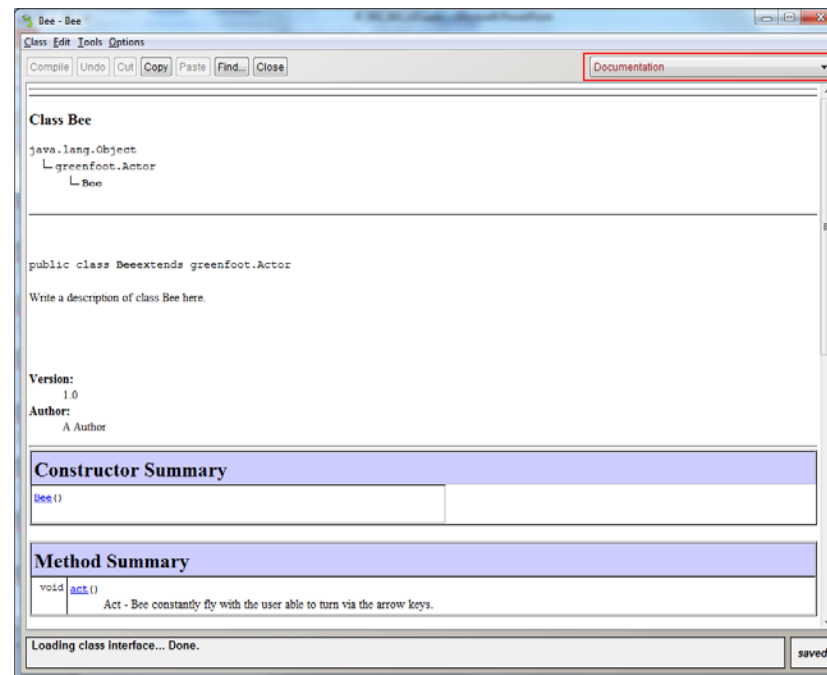 Bee - Bee
Class Edit Tools Options
Compile Undo Cut Copy Paste Find... Close Documentation
Class Bee
java.lang.Object
greenfoot.Actor
Bee
public class Beeextends greenfoot.Actor
Write a description of class Bee here.
Version:
1.0
Author:
A Author
Constructor Summary
Bee()
Method Summary
void act()
Act - Bee constantly fly with the user able to turn via the arrow keys.
Loading class interface... Done.
saved